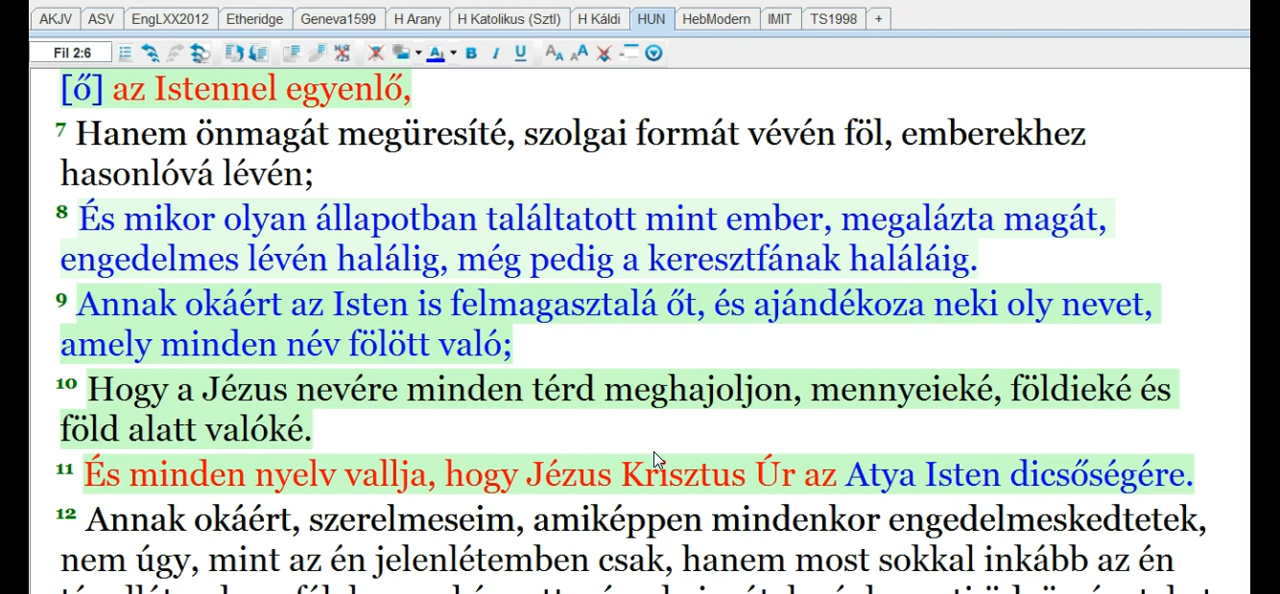 AKJV ASV EngLXX2012 Etheridge Geneva1599 H Arany H Katolikus (Sztl) H Káldi HUN HebModern IMIT TS1998 +
Fil 2:6 A B I U AA AA
[ő] az Istennel egyenlő,
7 Hanem önmagát megüresíté, szolgai formát vévén föl, emberekhez
hasonlóvá lévén;
8 És mikor olyan állapotban találtatott mint ember, megalázta magát,
engedelmes lévén halálig, még pedig a keresztfának haláláig.
9 Annak okáért az Isten is felmagasztalá őt, és ajándékoza neki oly nevet,
amely minden név fölött való;
10 Hogy a Jézus nevére minden térd meghajoljon, mennyeieké, földieké és
föld alatt valóké.
11 És minden nyelv vallja, hogy Jézus Krisztus Úr az Atya Isten dicsőségére.
12 Annak okáért, szerelmeseim, amiképpen mindenkor engedelmeskedtetek,
nem úgy, mint az én jelenlétemben csak, hanem most sokkal inkább az én